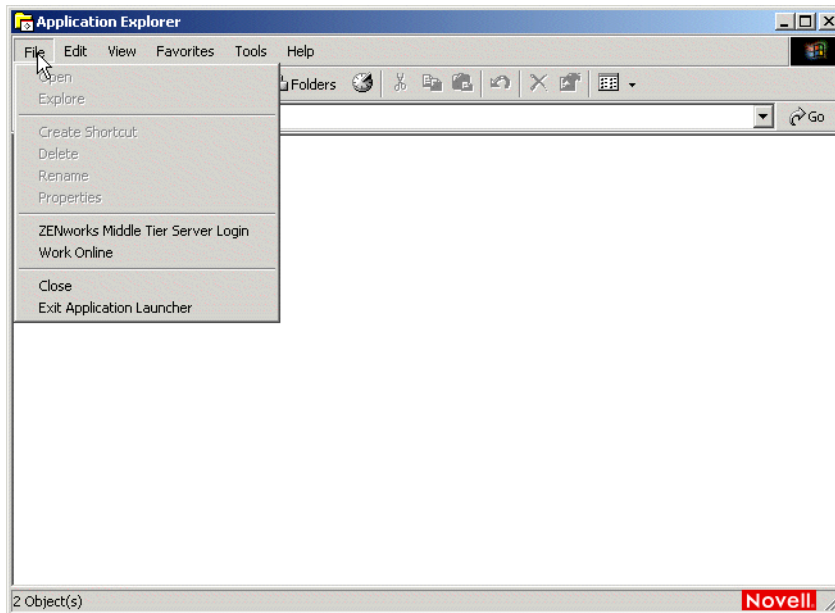 Application Explorer
File Edit View Favorites Tools Help
Folders
Go
Open
Explore
Create Shortcut
Delete
Rename
Properties
ZENworks Middle Tier Server Login
Work Online
Close
Exit Application Launcher
2 Object(s)
Novell.